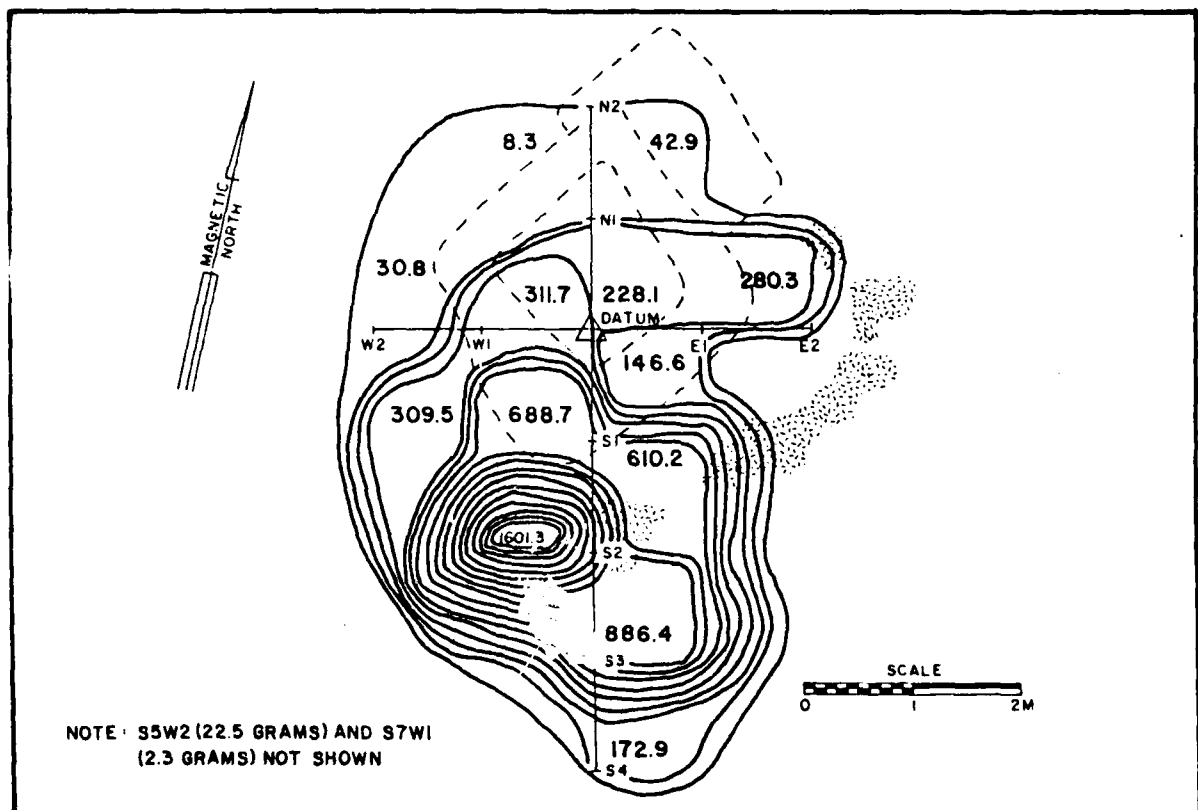 N2
8.3
42.9
MAGNETIC
NORTH
N1
30.8
311.7
228.1
280.3
DATUM
W2
W1
E1
E2
146.6
309.5
688.7
S1
610.2
1601.3
S2
886.4
S3
SCALE
0 1 2M
NOTE: S5W2 (22.5 GRAMS) AND S7W1
(2.3 GRAMS) NOT SHOWN
172.9
S4